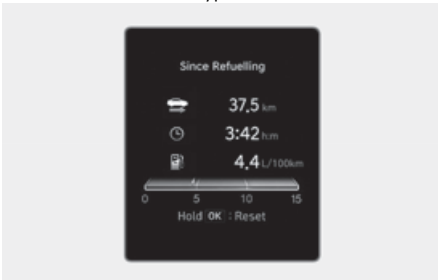 Since Refuelling
37.5 km
3:42 h:m
4.4 L/100km
0 5 10 15
Hold OK : Reset